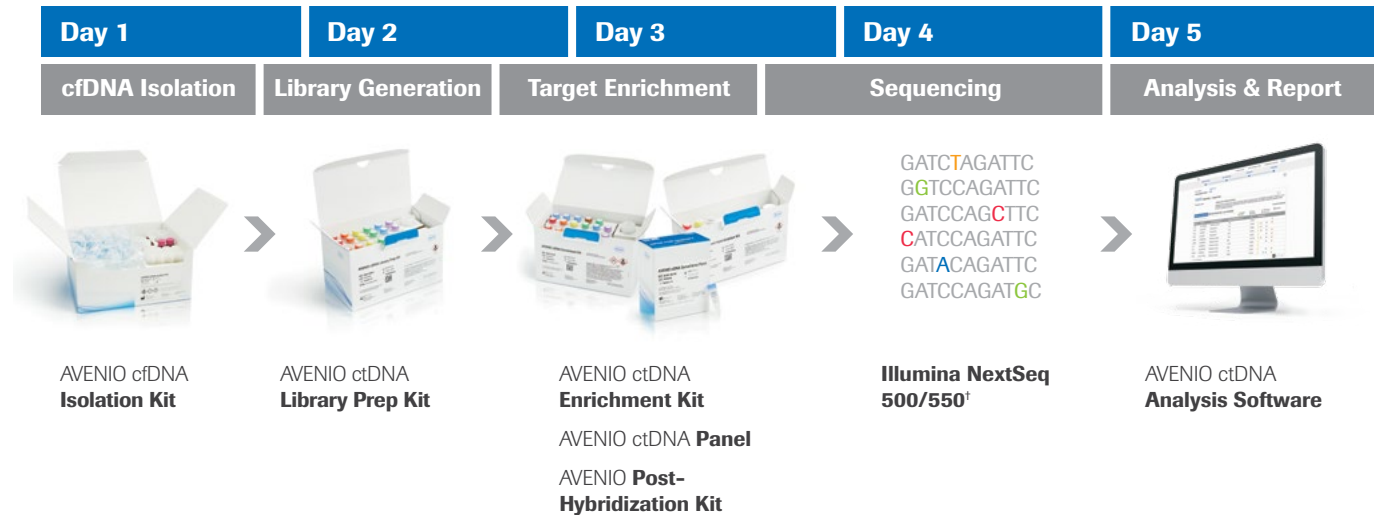 Day 1
Day 2
Day 3
Day 4
Day 5
cfDNA Isolation
Library Generation
Target Enrichment
Sequencing
Analysis & Report
GATCTAGATTC
GGTCCAGATTC
GATCCAGCTTC
CATCCAGATTC
GATACAGATTC
GATCCAGATGC
AVENIO cfDNA
Isolation Kit
AVENIO ctDNA
Library Prep Kit
AVENIO ctDNA
Enrichment Kit
AVENIO ctDNA Panel
AVENIO Post-
Hybridization Kit
Illumina NextSeq
500/550†
AVENIO ctDNA
Analysis Software